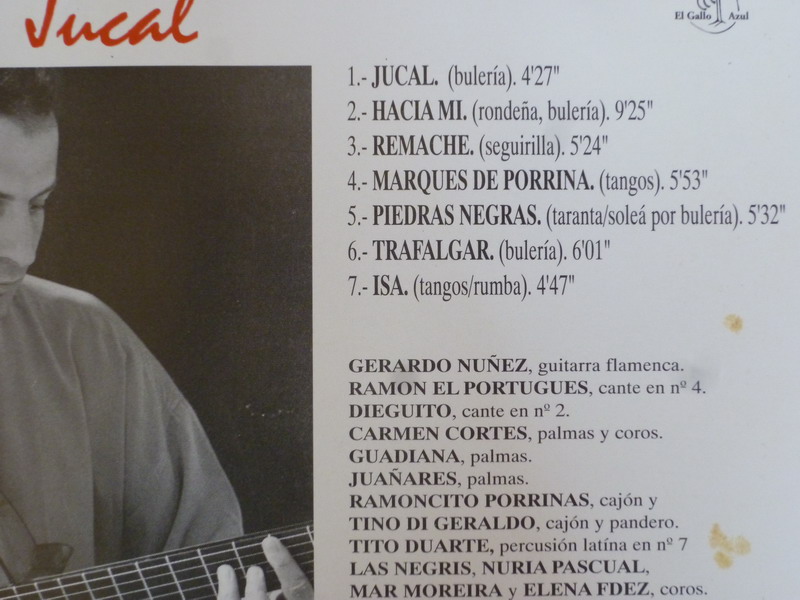 Jucal
El Gallo Azul
1.- JUCAL. (bulería). 4'27"
2.- HACIA MI. (rondeña, bulería). 9'25"
3.- REMACHE. (seguirilla). 5'24"
4.- MARQUES DE PORRINA. (tangos). 5'53"
5.- PIEDRAS NEGRAS. (taranta/soleá por bulería). 5'32"
6.- TRAFALGAR. (bulería). 6'01"
7.- ISA. (tangos/rumba). 4'47"
GERARDO NUÑEZ, guitarra flamenca.
RAMON EL PORTUGUES, cante en nº 4.
DIEGUITO, cante en nº 2.
CARMEN CORTES, palmas y coros.
GUADIANA, palmas.
JUAÑARES, palmas.
RAMONCITO PORRINAS, cajón y
TINO DI GERALDO, cajón y pandero.
TITO DUARTE, percusión latína en nº 7
LAS NEGRIS, NURIA PASCUAL,
MAR MOREIRA y ELENA FDEZ, coros.